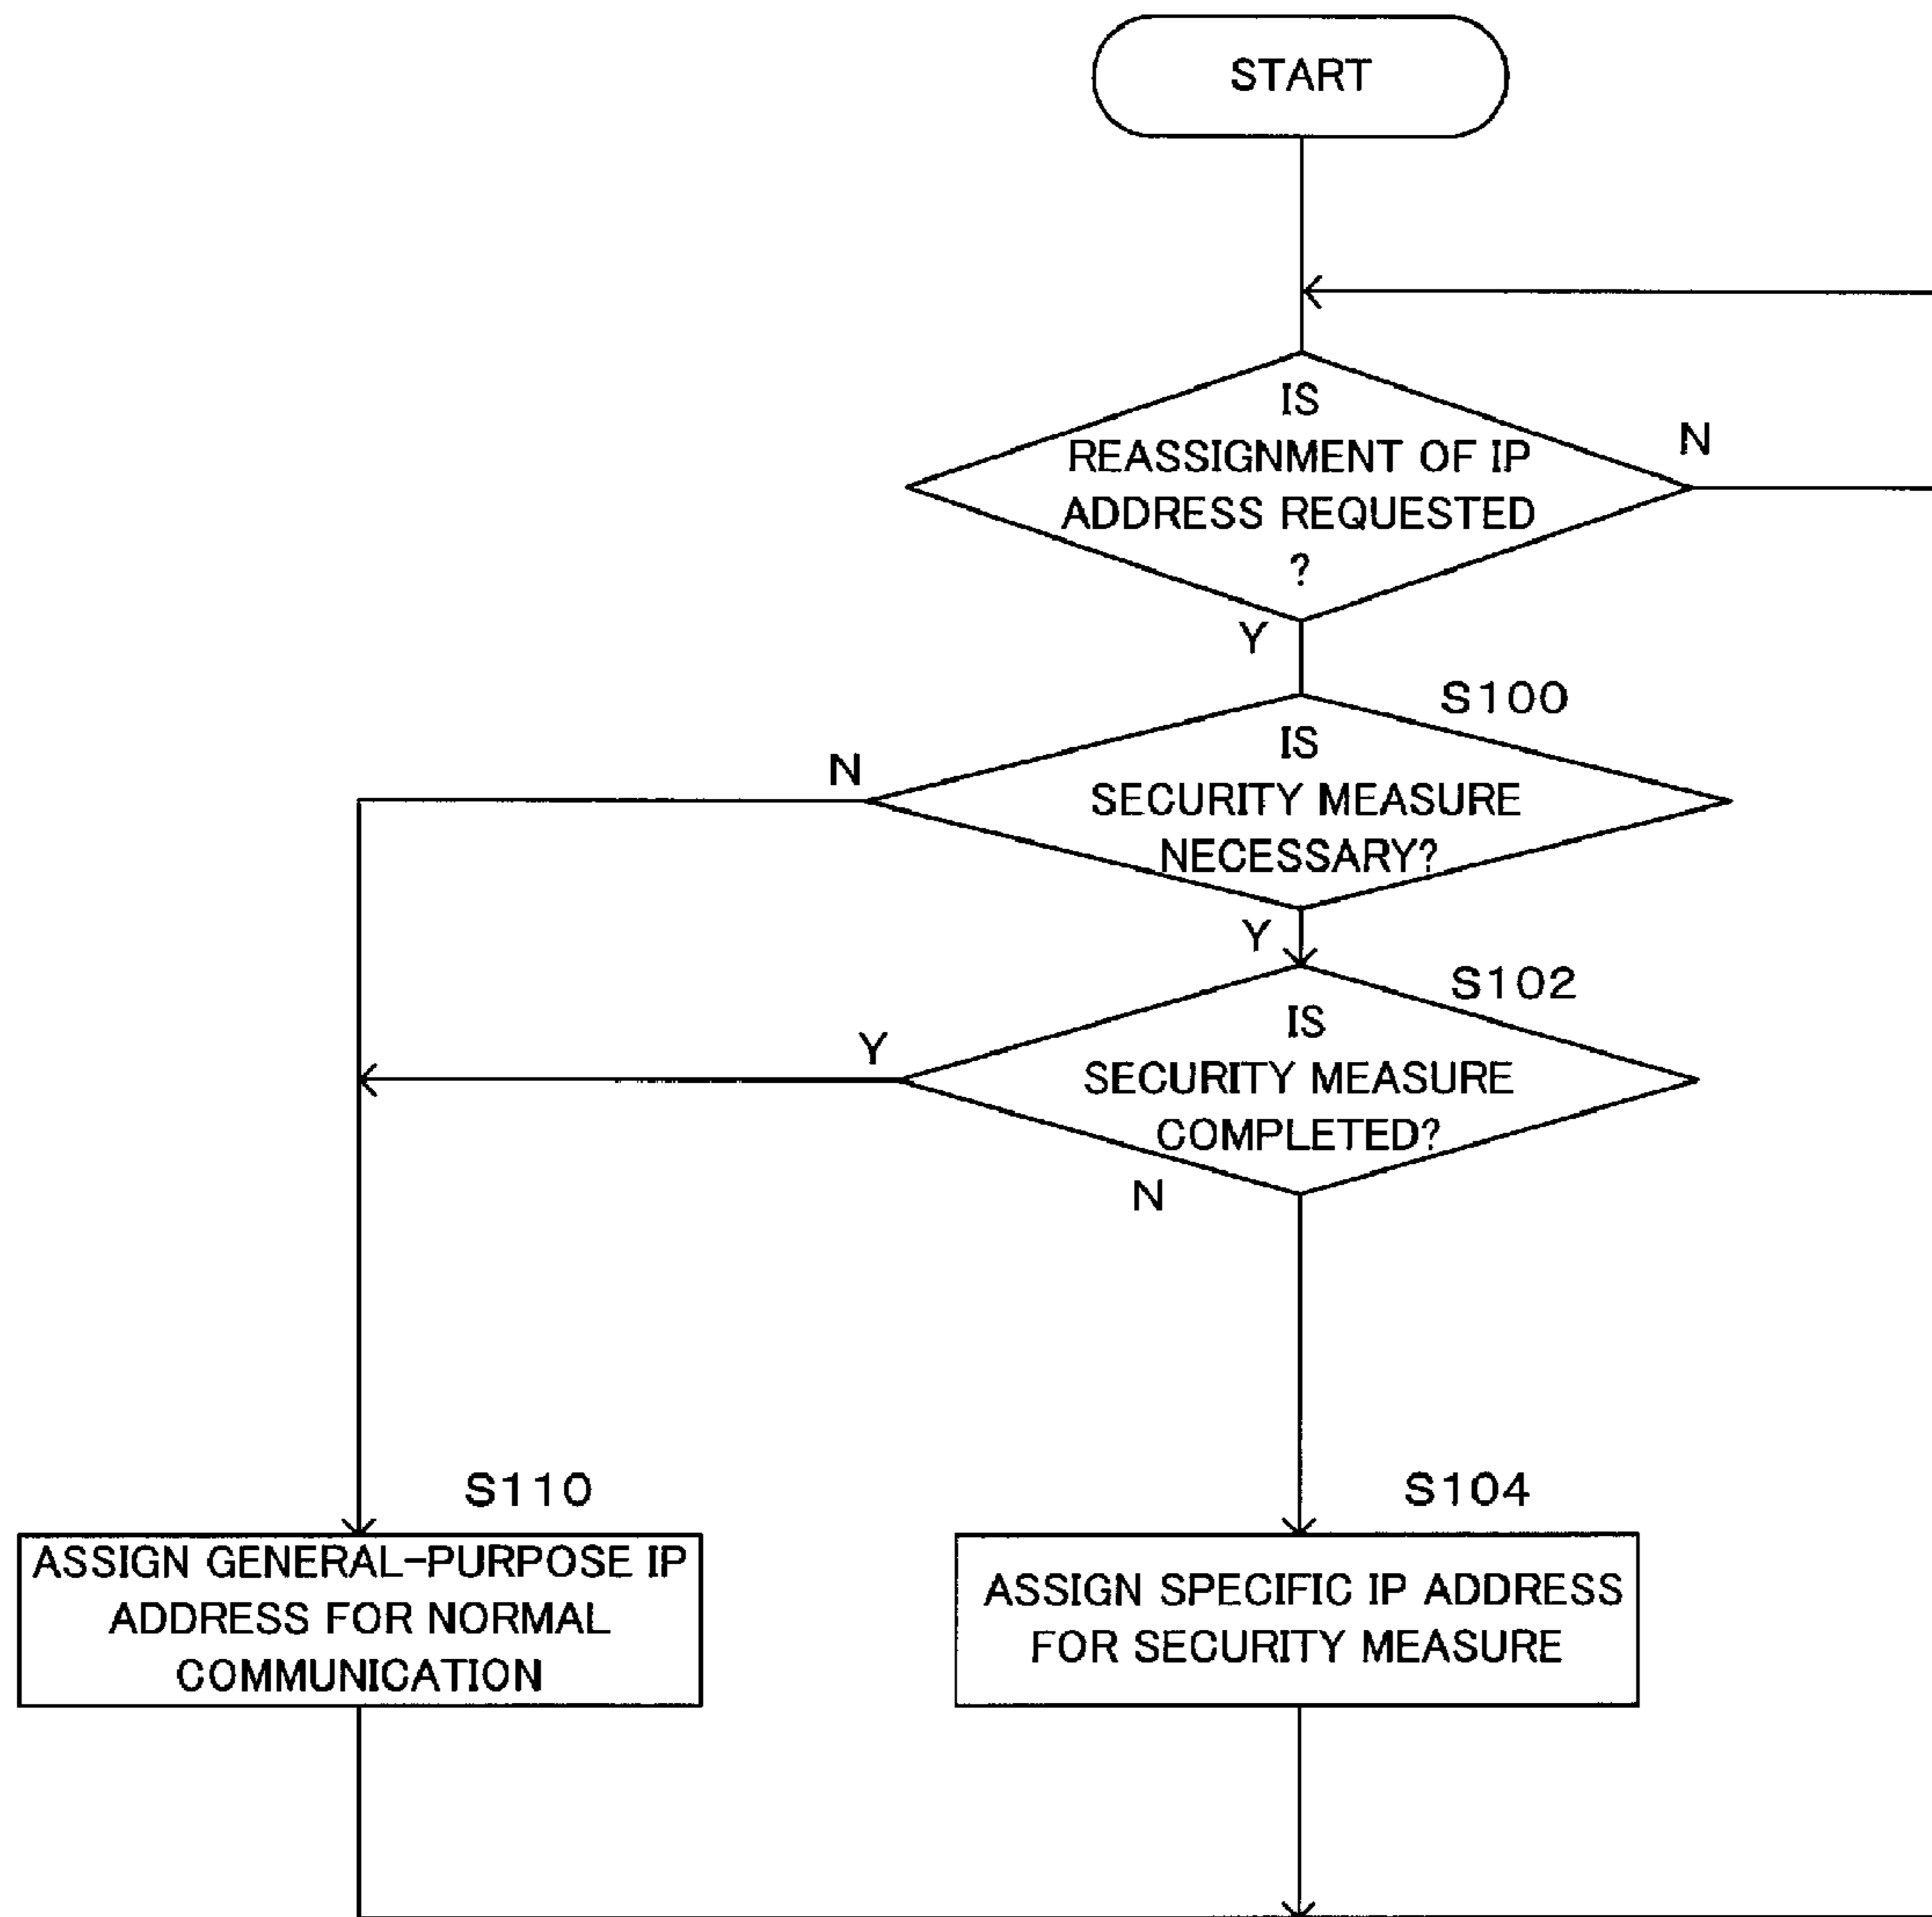 START
IS
REASSIGNMENT OF IP
ADDRESS REQUESTED
?
N
Y
S100
IS
SECURITY MEASURE
NECESSARY?
N
Y
S102
IS
SECURITY MEASURE
COMPLETED?
Y
N
S110
ASSIGN GENERAL-PURPOSE IP
ADDRESS FOR NORMAL
COMMUNICATION
S104
ASSIGN SPECIFIC IP ADDRESS
FOR SECURITY MEASURE